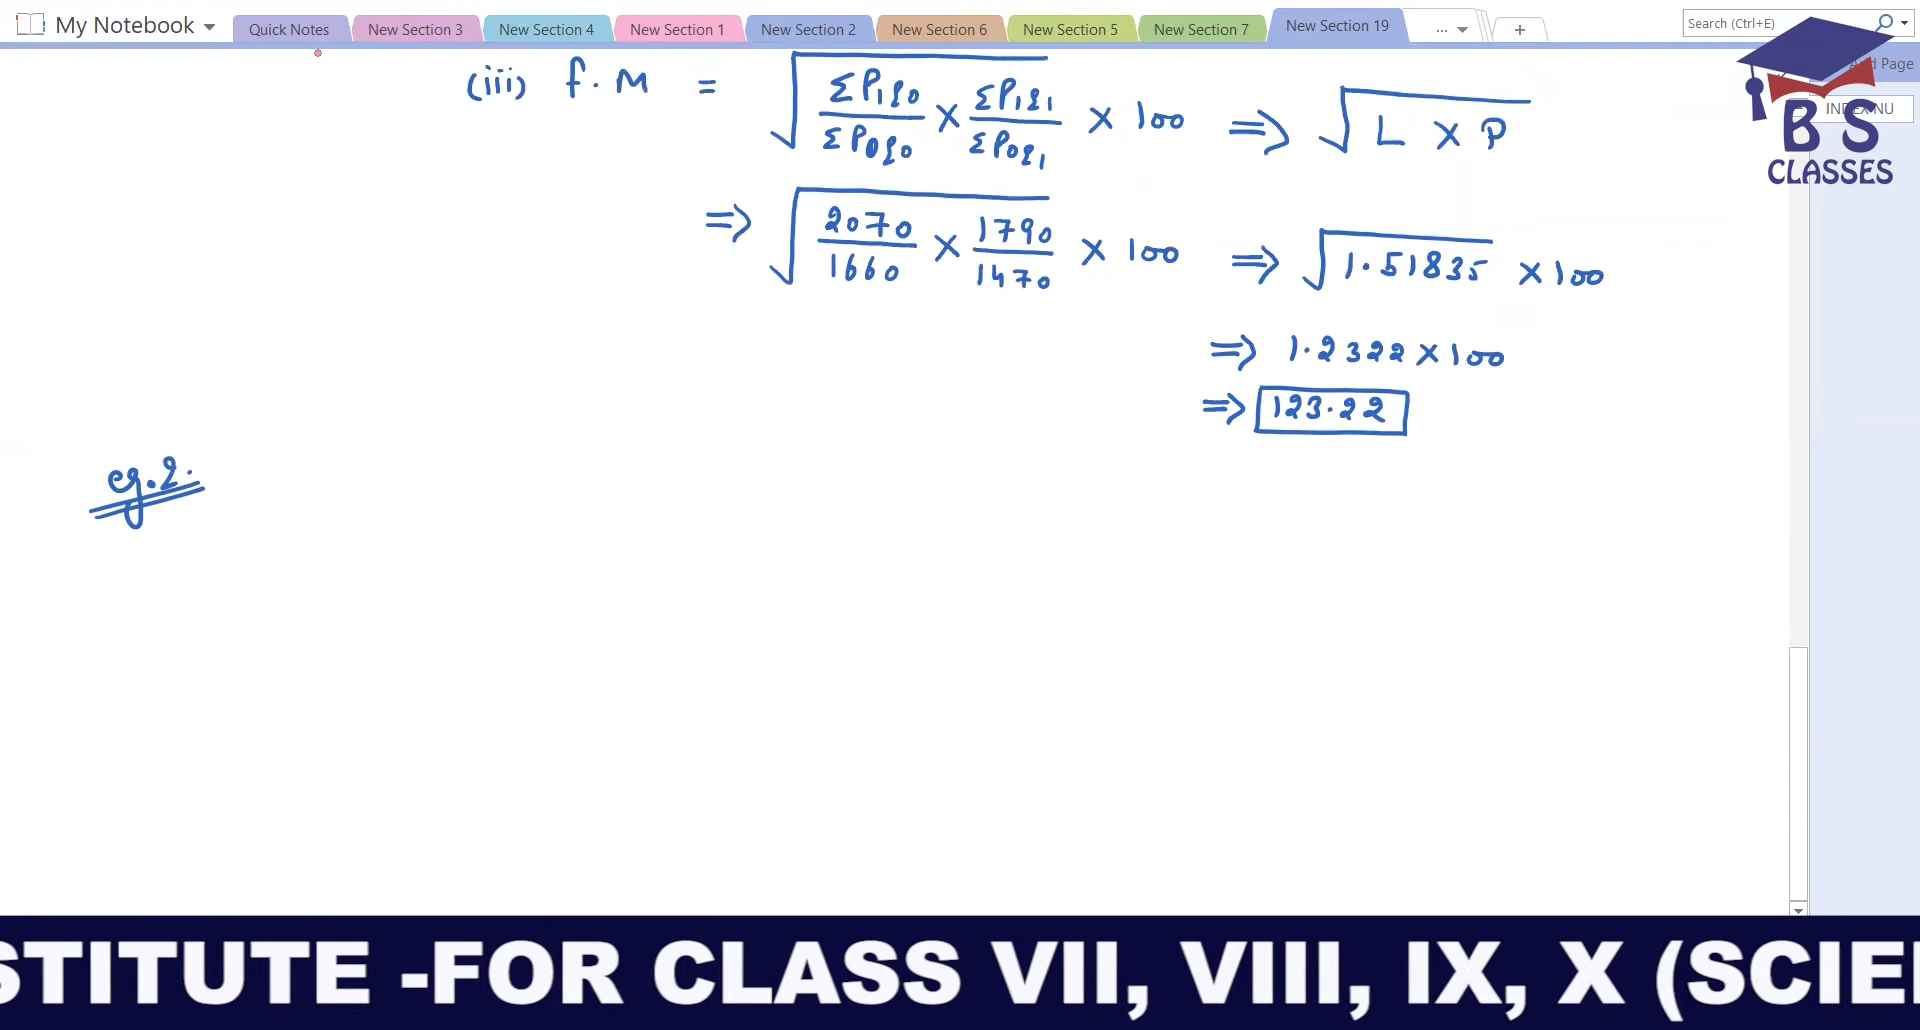 My Notebook
Quick Notes
New Section 3
New Section 4
New Section 1
New Section 2
New Section 6
New Section 5
New Section 7
New Section 19
...
+
Search (Ctrl+E)
Page
INDEX NU
B S
CLASSES
(iii) f.M = √(ΣP₁q₀/ΣP₀q₀ × ΣP₁q₁/ΣP₀q₁) × 100 ⇒ √(L × P)
⇒ √(2070/1660 × 1790/1470) × 100 ⇒ √1.51835 × 100
⇒ 1.2322 × 100
⇒ 123.22
eg.2.
STITUTE -FOR CLASS VII, VIII, IX, X (SCIE